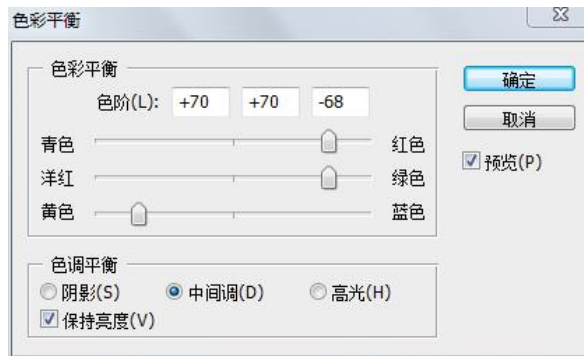 色彩平衡
色彩平衡
色阶(L): +70 +70 -68
青色 红色
洋红 绿色
黄色 蓝色
色调平衡
阴影(S) 中间调(D) 高光(H)
保持亮度(V)
确定
取消
预览(P)